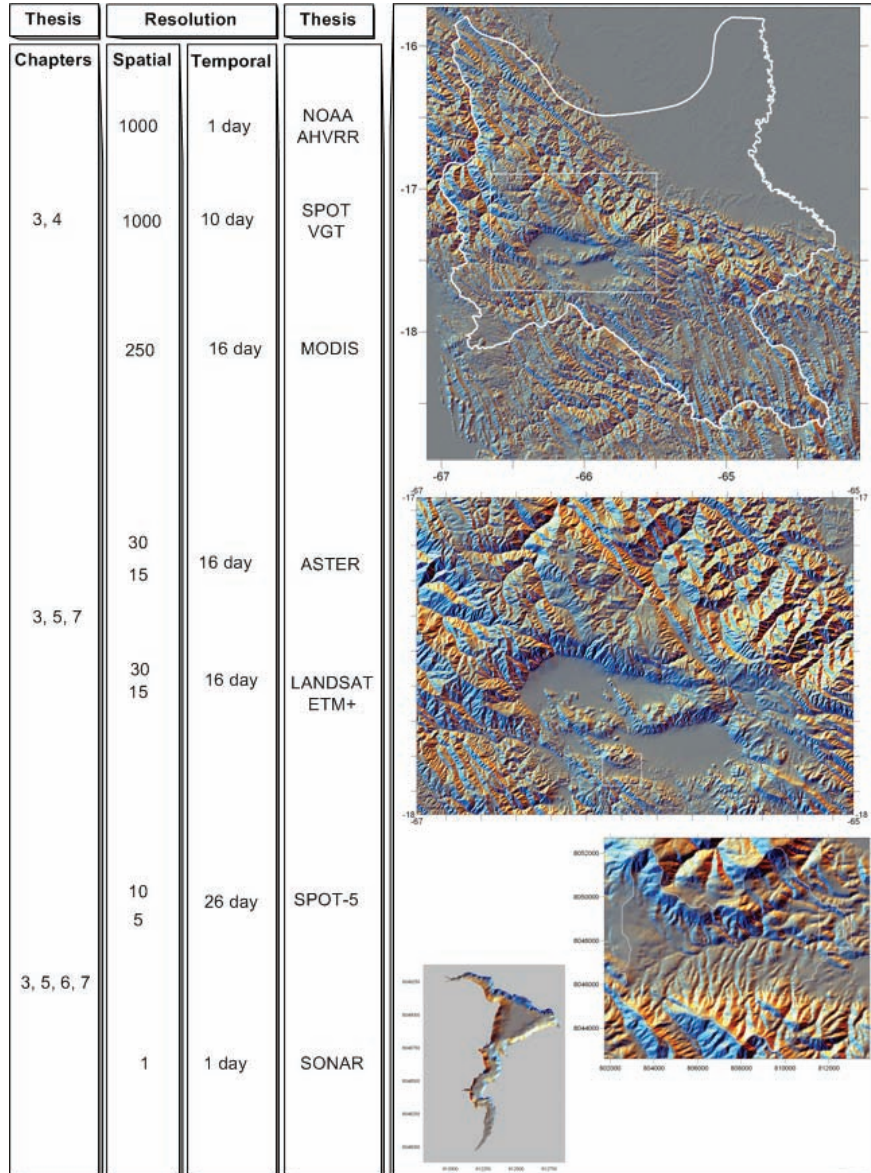 Thesis Resolution Thesis
Chapters Spatial Temporal
1000 1 day NOAA
AHVRR
3, 4 1000 10 day SPOT
VGT
250 16 day MODIS
30
15 16 day ASTER
3, 5, 7
30
15 16 day LANDSAT
ETM+
10
5 26 day SPOT-5
3, 5, 6, 7
1 1 day SONAR
-16
-17
-18
-67 -66 -65
-67 -65
-17 -17
-18 -18
-67 -65
8052000
8050000
8048000
8046000
8044000
802000 804000 806000 808000 810000 812000